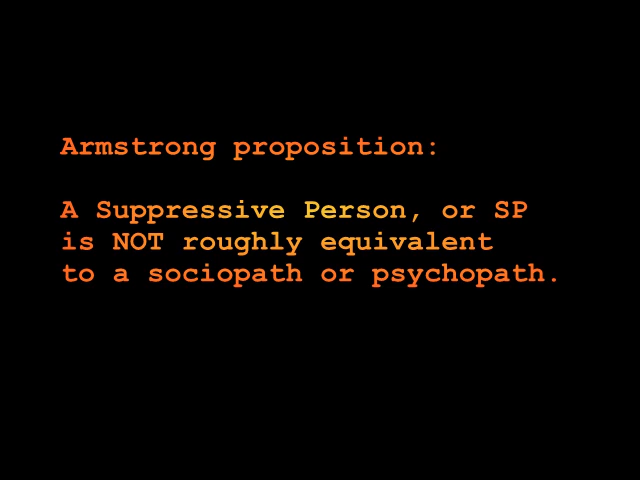 Armstrong proposition:
A Suppressive Person, or SP
is NOT roughly equivalent
to a sociopath or psychopath.